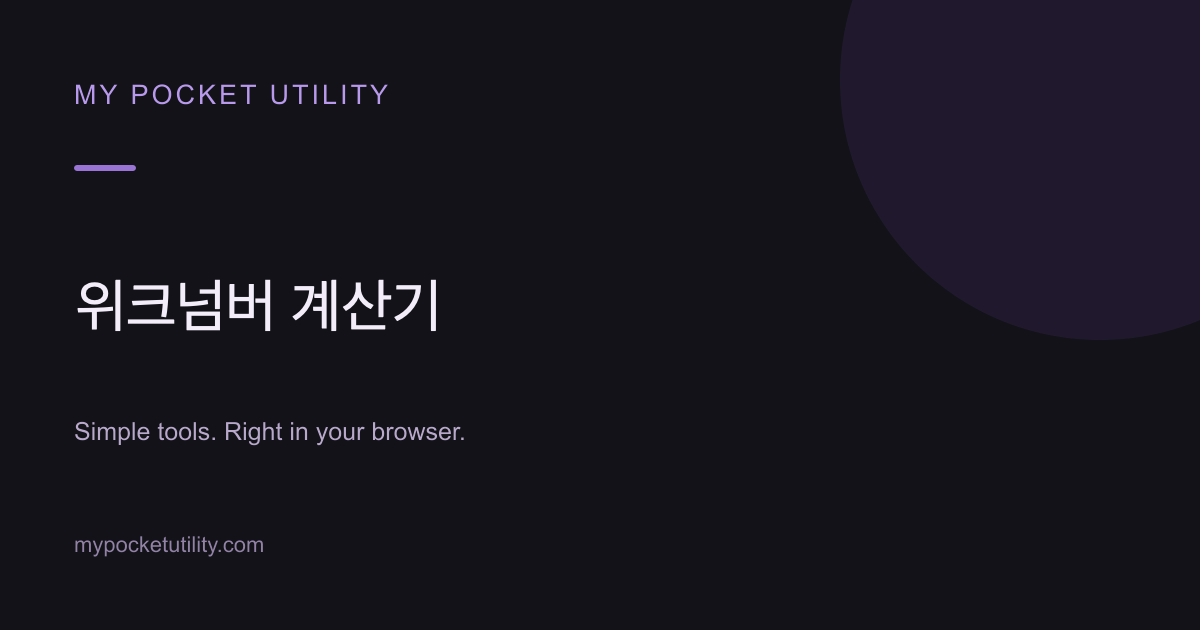 MY POCKET UTILITY
위크넘버 계산기
Simple tools. Right in your browser.
mypocketutility.com